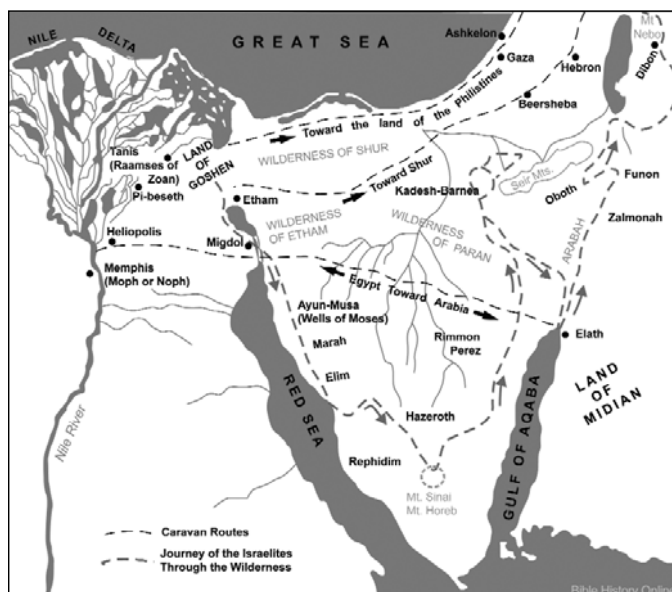 NILE DELTA
GREAT SEA
Ashkelon
Gaza
Hebron
Beersheba
Mt
Nebo
Dibon
Toward the land of the Philistines
Tanis
(Raamses of
Zoan)
Pi-beseth
LAND
OF
GOSHEN
WILDERNESS OF SHUR
Toward Shur
Etham
WILDERNESS
OF ETHAM
Kadesh-Barnea
WILDERNESS
OF PARAN
Seir Mts.
Oboth
Funon
Zalmonah
ARABAH
Heliopolis
Migdol
Memphis
(Moph or Noph)
Egypt Toward Arabia
Ayun-Musa
(Wells of Moses)
Marah
Elim
Rimmon
Perez
Elath
LAND
OF
MIDIAN
Nile River
RED SEA
Hazeroth
Rephidim
Mt. Sinai
Mt. Horeb
GULF OF AQABA
Caravan Routes
Journey of the Israelites
Through the Wilderness
Bible History Online